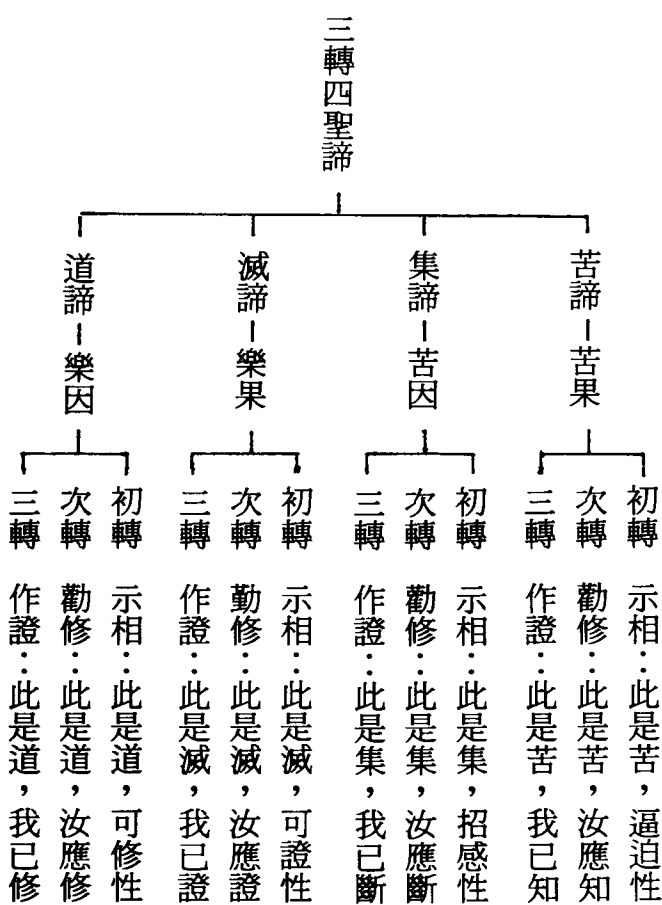 三轉四聖諦
苦諦－苦果
初轉　示相：此是苦，逼迫性
次轉　勸修：此是苦，汝應知
三轉　作證：此是苦，我已知
集諦－苦因
初轉　示相：此是集，招感性
次轉　勸修：此是集，汝應斷
三轉　作證：此是集，我已斷
滅諦－樂果
初轉　示相：此是滅，可證性
次轉　勤修：此是滅，汝應證
三轉　作證：此是滅，我已證
道諦－樂因
初轉　示相：此是道，可修性
次轉　勸修：此是道，汝應修
三轉　作證：此是道，我已修